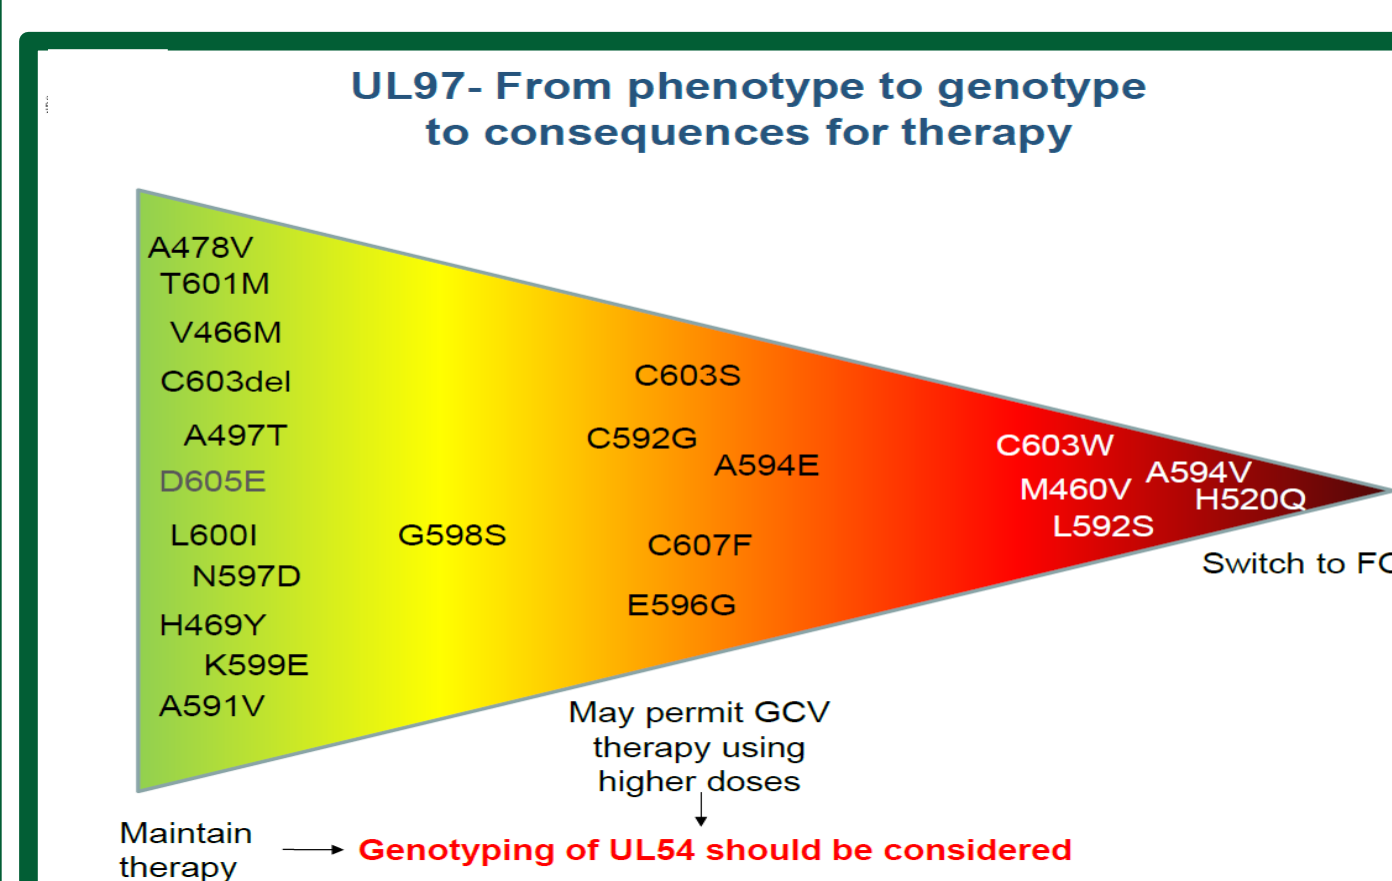 UL97- From phenotype to genotype
to consequences for therapy
A478V
T601M
V466M
C603del
A497T
D605E
L600I
N597D
H469Y
K599E
A591V
G598S
C603S
C592G
A594E
C607F
E596G
C603W
M460V
L592S
A594V
H520Q
Switch to FC
May permit GCV
therapy using
higher doses
Maintain
therapy
Genotyping of UL54 should be considered